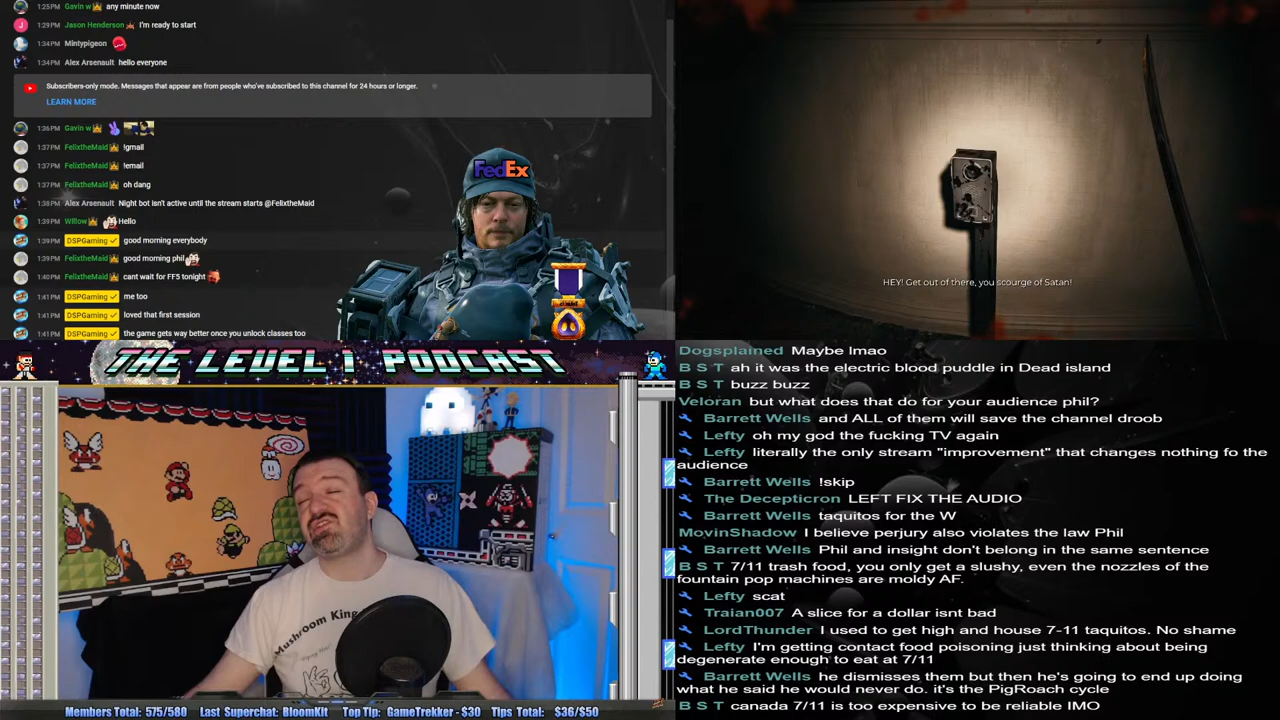 1:25PM Gavin w any minute now
1:29PM Jason Henderson I'm ready to start
1:34PM Mintypigeon
1:34PM Alex Arsenault hello everyone
Subscribers-only mode. Messages that appear are from people who've subscribed to this channel for 24 hours or longer.
LEARN MORE
1:36PM Gavin w
1:37PM FelixtheMaid !gmail
1:37PM FelixtheMaid !email
1:37PM FelixtheMaid oh dang
1:38PM Alex Arsenault Night bot isn't active until the stream starts @FelixtheMaid
1:39PM Willow Hello
1:39PM DSPGaming good morning everybody
1:39PM FelixtheMaid good morning phil
1:40PM FelixtheMaid cant wait for FF5 tonight
1:41PM DSPGaming me too
1:41PM DSPGaming loved that first session
1:41PM DSPGaming the game gets way better once you unlock classes too
FedEx
HEY! Get out of there, you scourge of Satan!
THE LEVEL 1 PODCAST
Mushroom King
Dogsplained Maybe lmao
B S T ah it was the electric blood puddle in Dead island
B S T buzz buzz
Veloran but what does that do for your audience phil?
Barrett Wells and ALL of them will save the channel droob
Lefty oh my god the fucking TV again
Lefty literally the only stream "improvement" that changes nothing fo the
audience
Barrett Wells !skip
The Decepticron LEFT FIX THE AUDIO
Barrett Wells taquitos for the W
MovinShadow I believe perjury also violates the law Phil
Barrett Wells Phil and insight don't belong in the same sentence
B S T 7/11 trash food, you only get a slushy, even the nozzles of the
fountain pop machines are moldy AF.
Lefty scat
Traian007 A slice for a dollar isnt bad
LordThunder I used to get high and house 7-11 taquitos. No shame
Lefty I'm getting contact food poisoning just thinking about being
degenerate enough to eat at 7/11
Barrett Wells he dismisses them but then he's going to end up doing
what he said he would never do. it's the PigRoach cycle
B S T canada 7/11 is too expensive to be reliable IMO
Members Total: 575/580 Last Superchat: BloomKit Top Tip: GameTrekker - $30 Tips Total: $36/$50